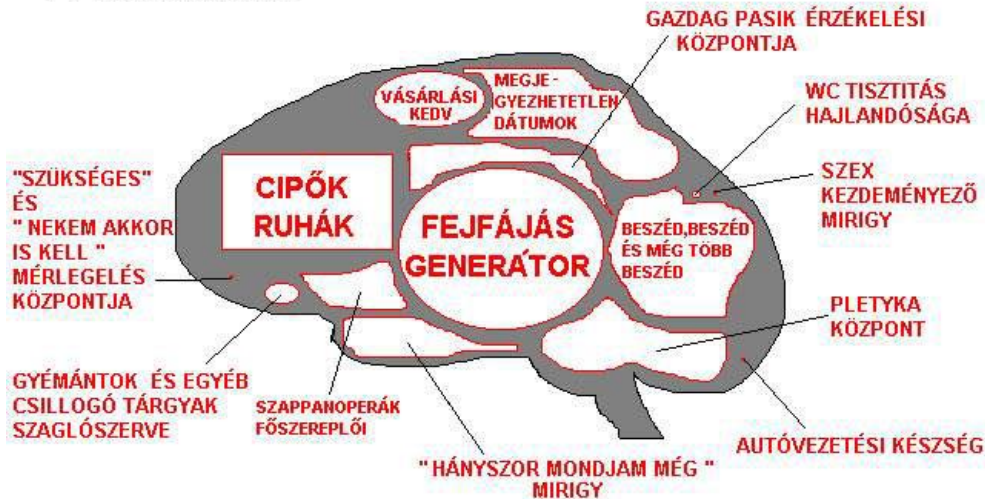 GAZDAG PASIK ÉRZÉKELÉSI
KÖZPONTJA
VÁSÁRLÁSI
KEDV
MEGJE-
GYEZHETETLEN
DÁTUMOK
WC TISZTITÁS
HAJLANDÓSÁGA
SZEX
KEZDEMÉNYEZŐ
MIRIGY
"SZÜKSÉGES"
ÉS
" NEKEM AKKOR
IS KELL "
MÉRLEGELÉS
KÖZPONTJA
CIPŐK
RUHÁK
FEJFÁJÁS
GENERÁTOR
BESZÉD,BESZÉD
ÉS MÉG TÖBB
BESZÉD
PLETYKA
KÖZPONT
GYÉMÁNTOK ÉS EGYÉB
CSILLOGÓ TÁRGYAK
SZAGLÓSZERVE
SZAPPANOPERÁK
FŐSZEREPLŐI
" HÁNYSZOR MONDJAM MÉG "
MIRIGY
AUTÓVEZETÉSI KÉSZSÉG